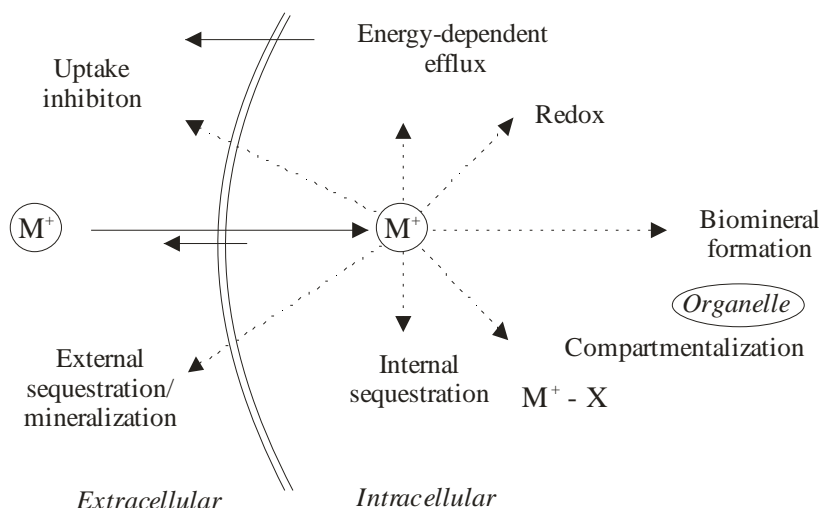 Energy-dependent
efflux
Uptake
inhibiton
Redox
M+
M+
Biomineral
formation
Organelle
Compartmentalization
External
sequestration/
mineralization
Internal
sequestration
M+ - X
Extracellular
Intracellular